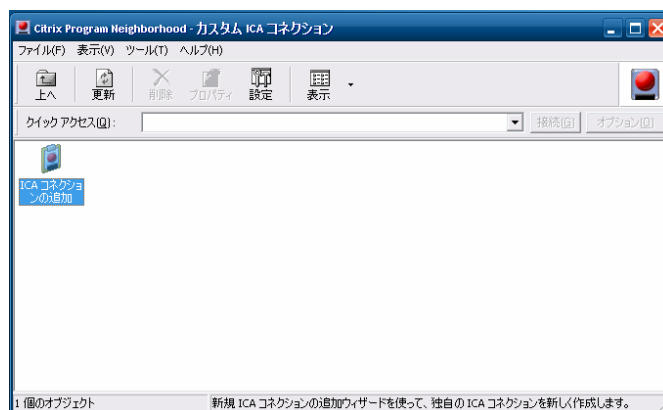 Citrix Program Neighborhood - カスタム ICA コネクション
ファイル(F) 表示(V) ツール(T) ヘルプ(H)
上へ 更新 削除 プロパティ 設定 表示
クイック アクセス(Q): 接続(G) オプション(O)
ICA コネクショ
ンの追加
1 個のオブジェクト 新規 ICA コネクションの追加ウィザードを使って、独自の ICA コネクションを新しく作成します。